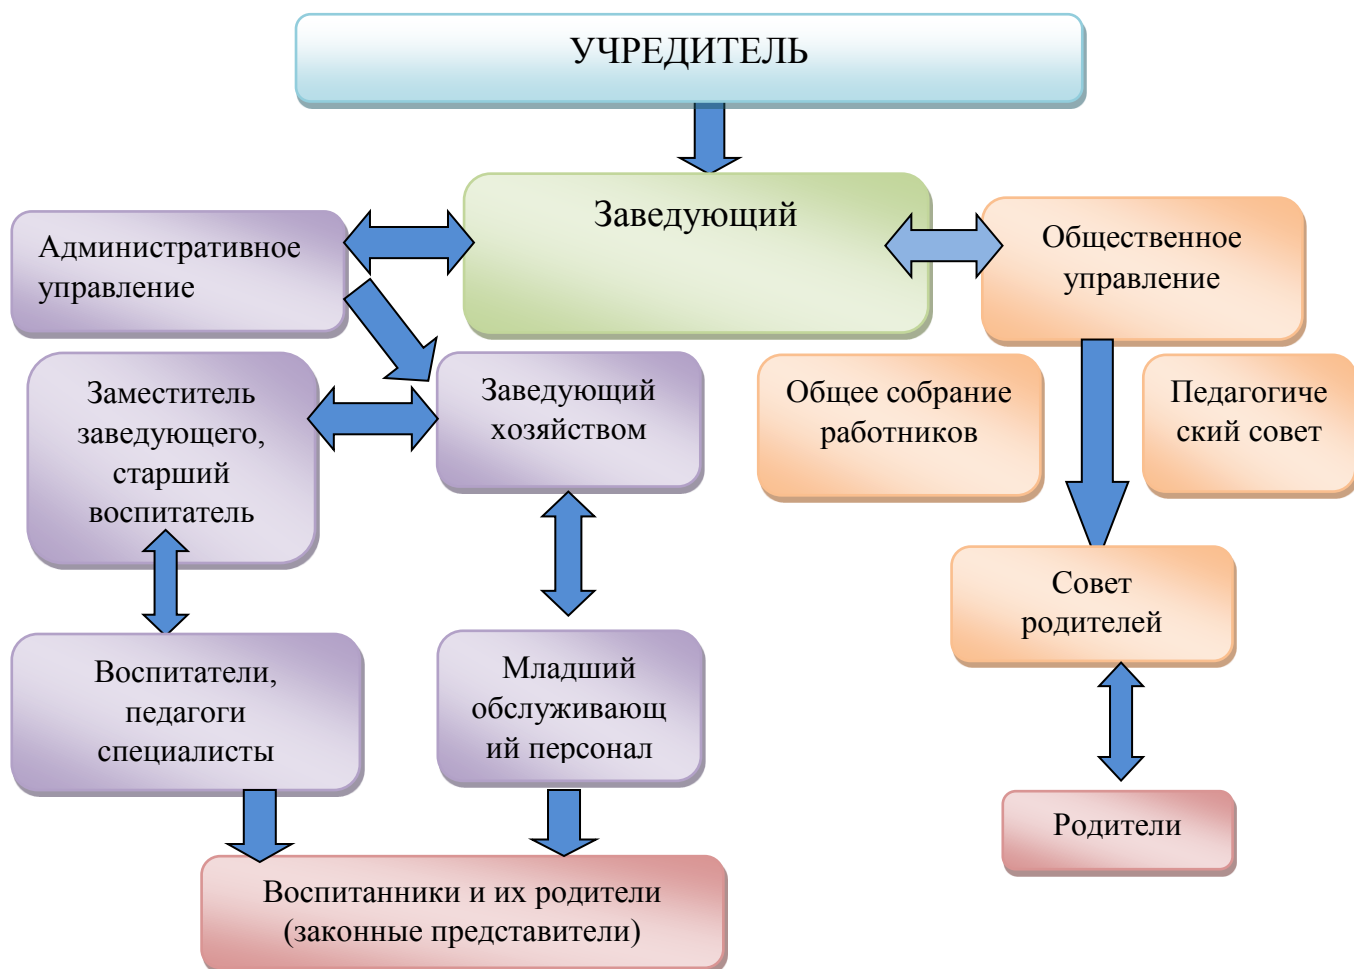 УЧРЕДИТЕЛЬ
Заведующий
Административное
управление
Общественное
управление
Заместитель
заведующего,
старший
воспитатель
Заведующий
хозяйством
Общее собрание
работников
Педагогиче
ский совет
Совет
родителей
Воспитатели,
педагоги
специалисты
Младший
обслуживающ
ий персонал
Родители
Воспитанники и их родители
(законные представители)